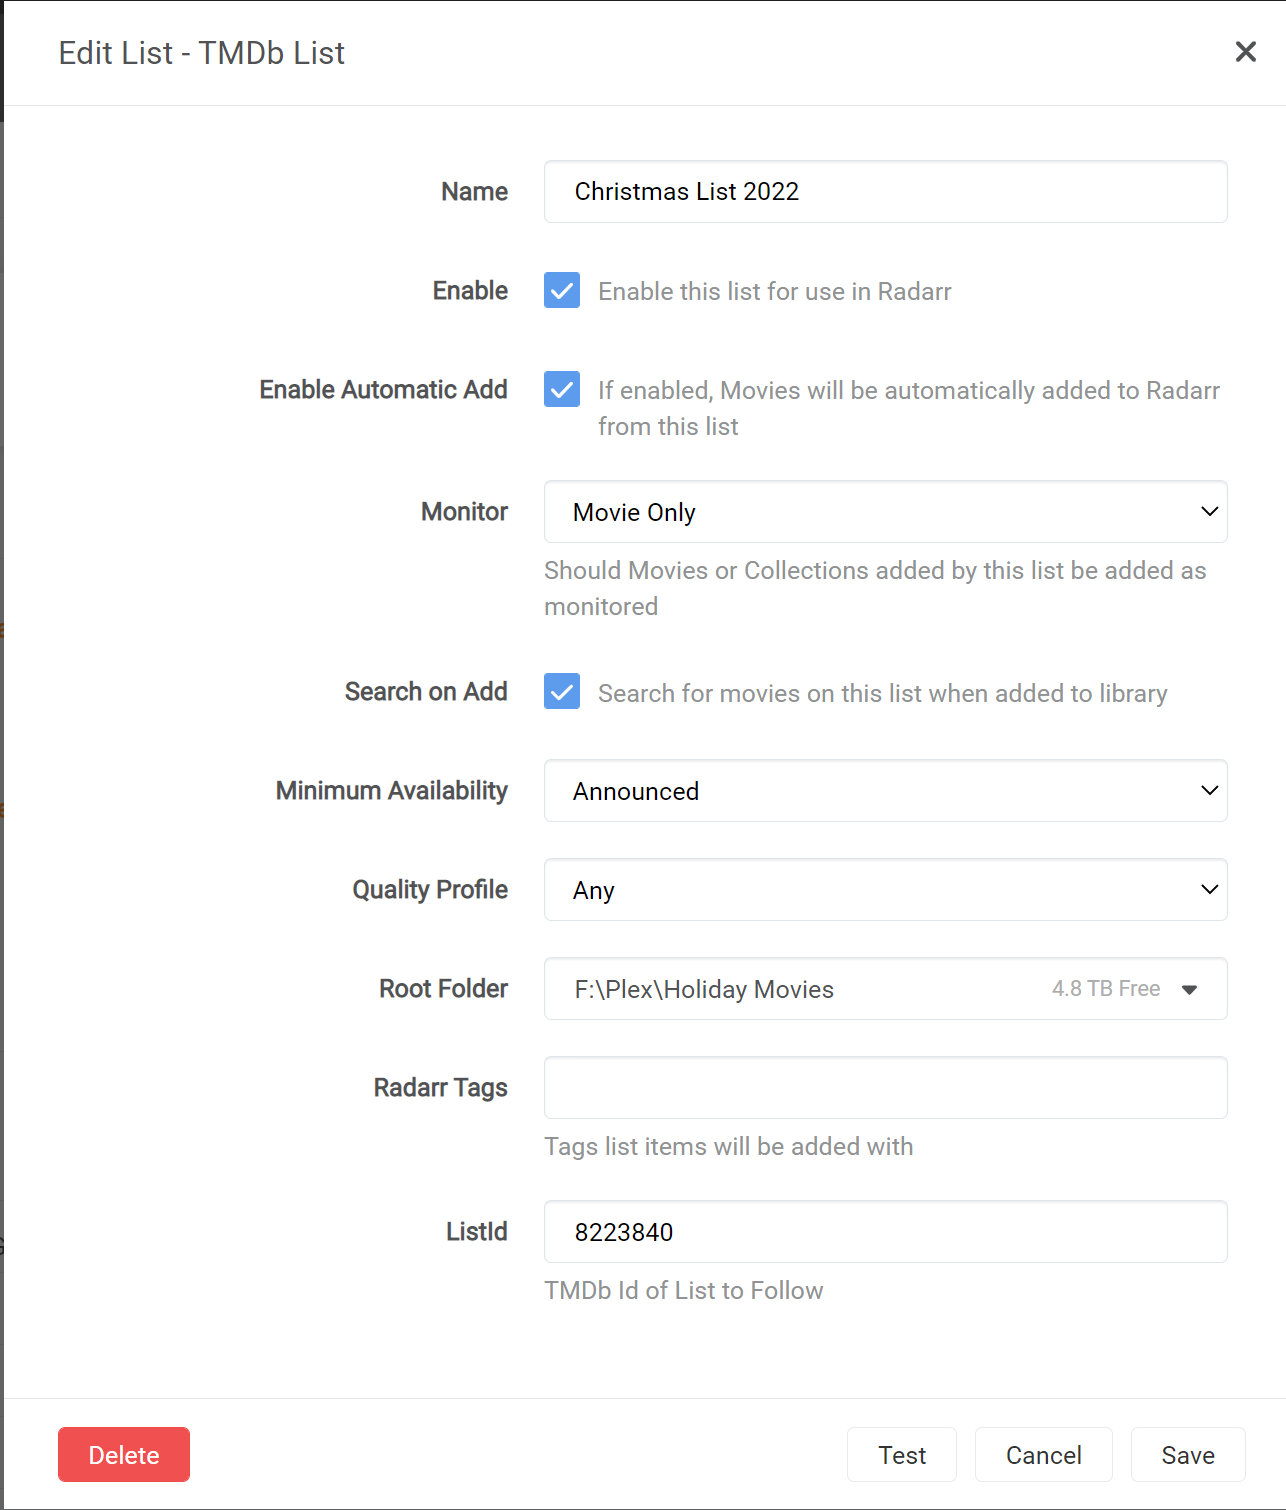 Edit List - TMDb List
Name
Christmas List 2022
Enable
Enable this list for use in Radarr
Enable Automatic Add
If enabled, Movies will be automatically added to Radarr
from this list
Monitor
Movie Only
Should Movies or Collections added by this list be added as
monitored
Search on Add
Search for movies on this list when added to library
Minimum Availability
Announced
Quality Profile
Any
Root Folder
F:\Plex\Holiday Movies
4.8 TB Free
Radarr Tags
Tags list items will be added with
ListId
8223840
TMDb Id of List to Follow
Delete
Test
Cancel
Save